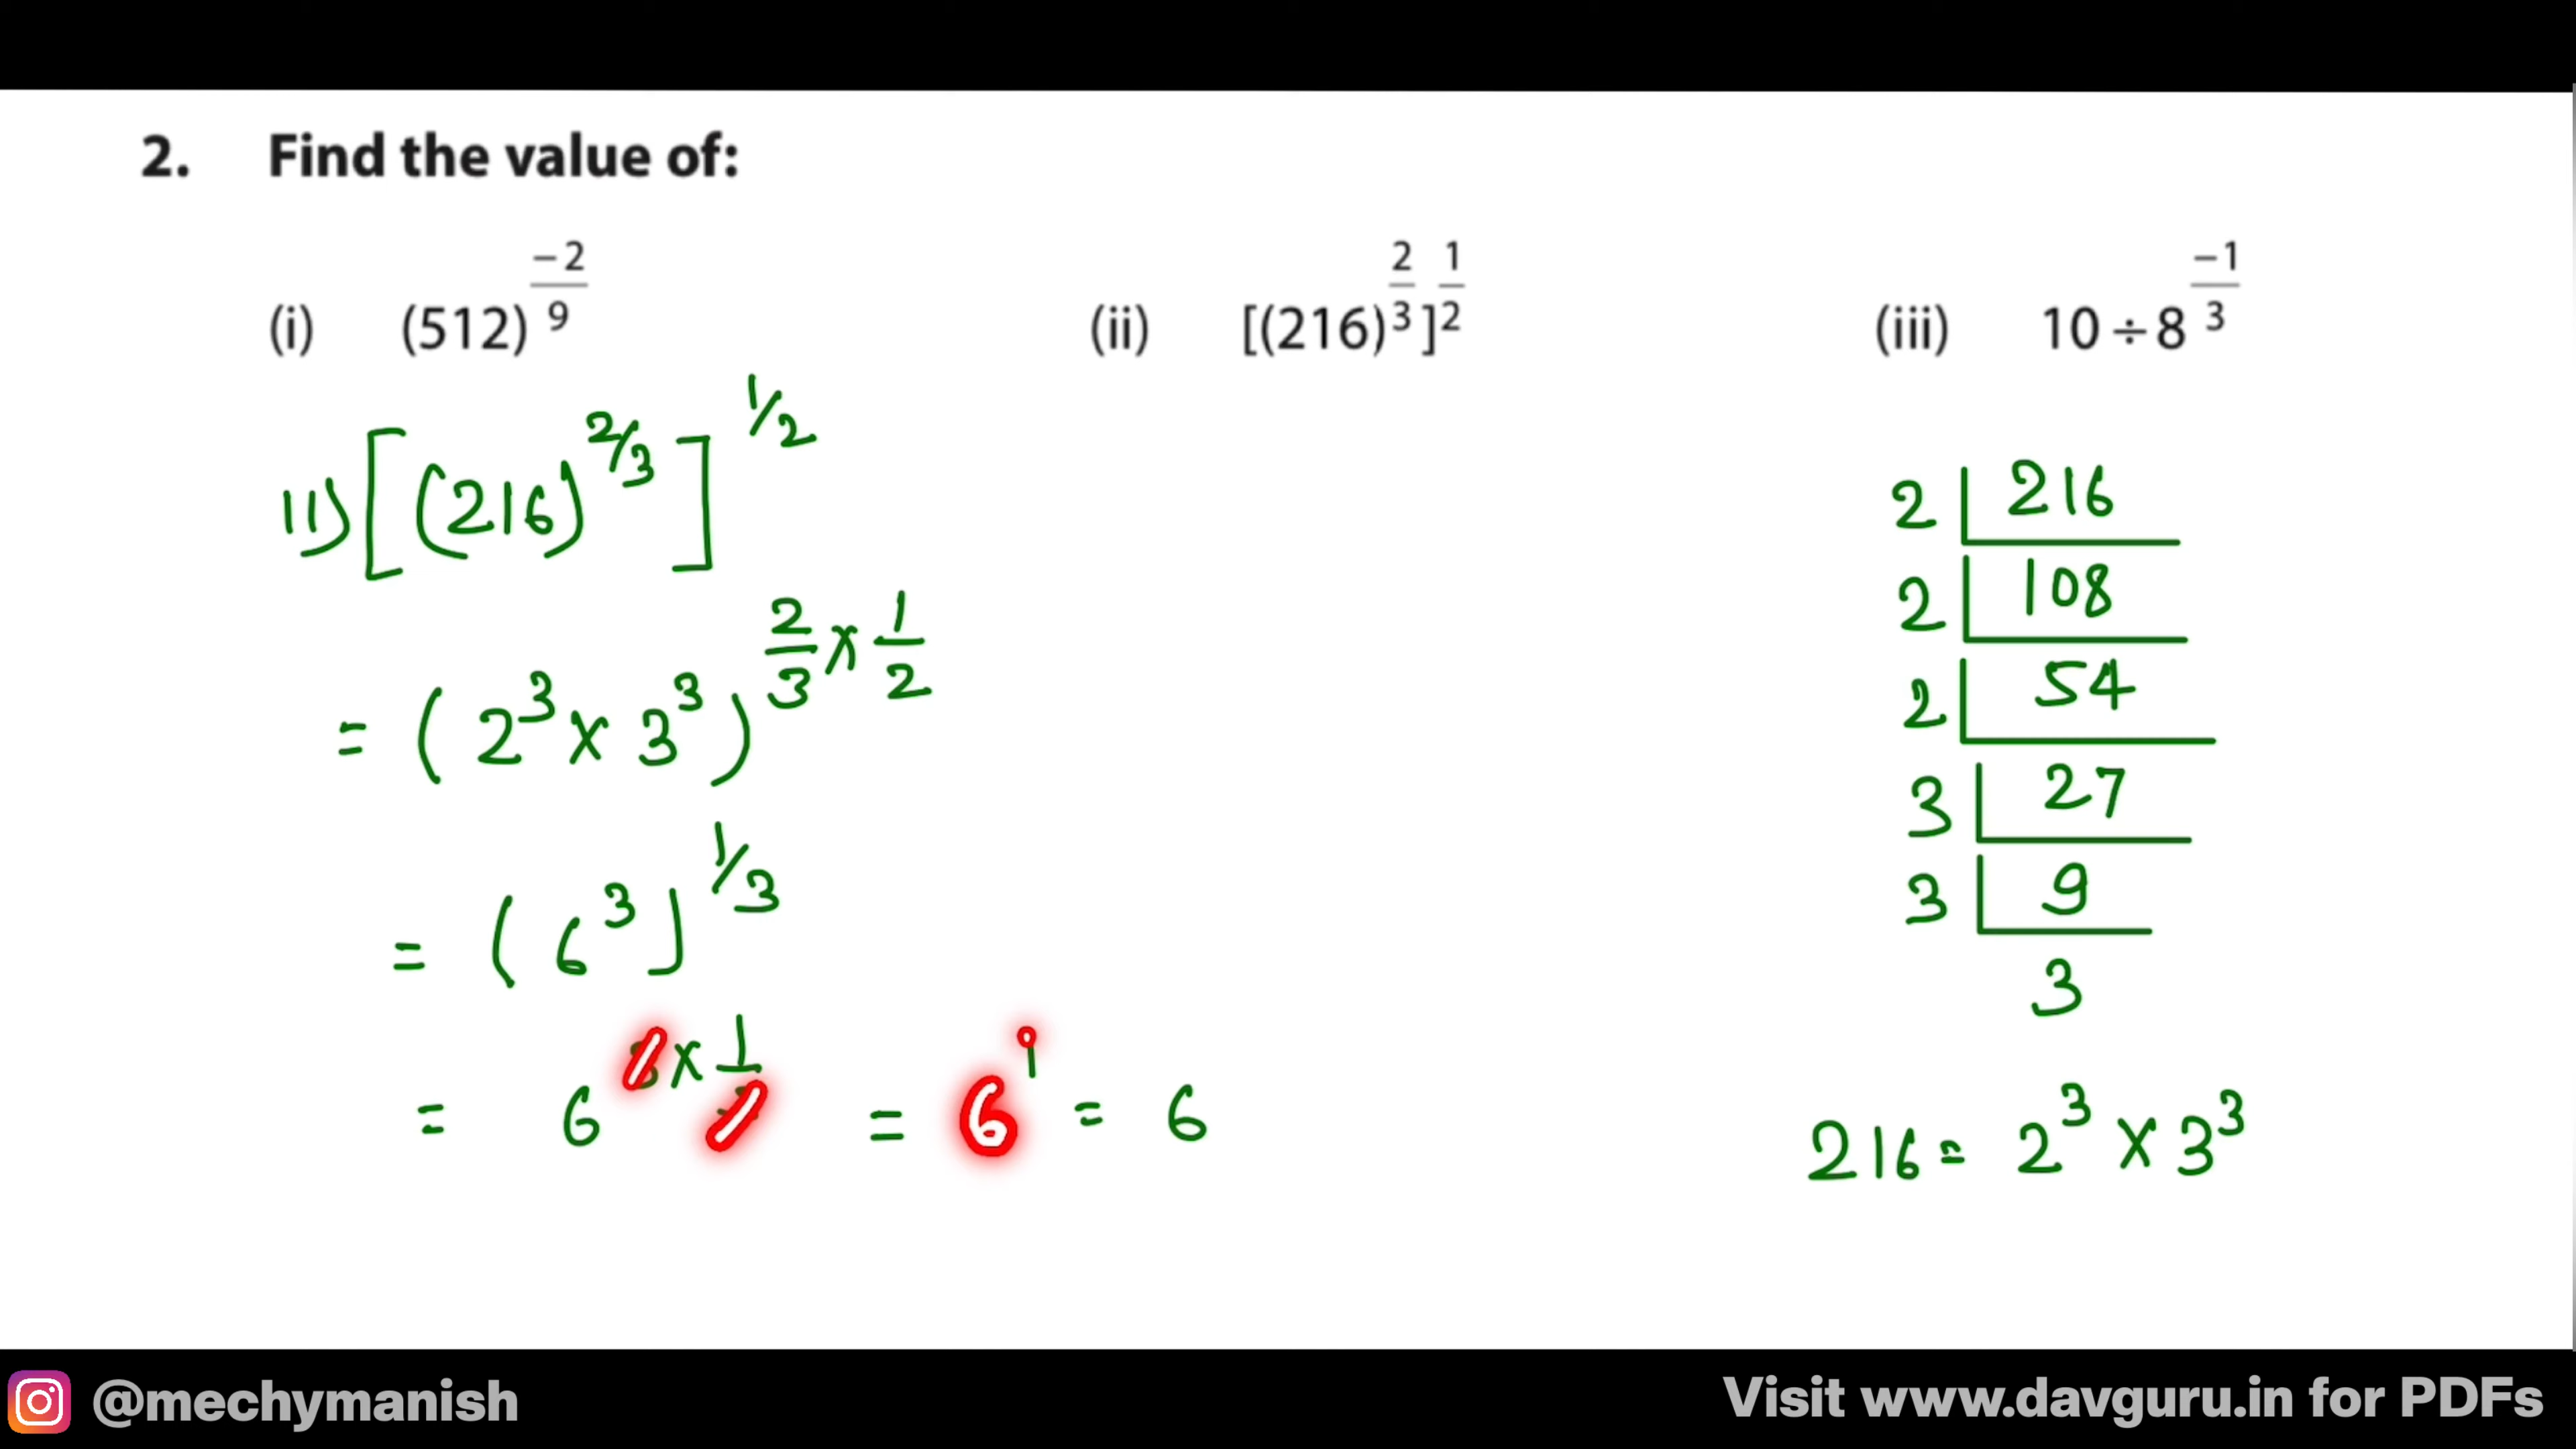 2. Find the value of:
(i) (512)^(-2/9) (ii) [(216)^(2/3)]^(1/2) (iii) 10÷8^(-1/3)
11) [(216)^(2/3)]^(1/2)
= (2^3 x 3^3)^(2/3 x 1/2)
= (6^3)^(1/3)
= 6^(3 x 1/3) = 6^1 = 6
2 | 216
2 | 108
2 | 54
3 | 27
3 | 9
3
216 = 2^3 x 3^3
@mechymanish
Visit www.davguru.in for PDFs